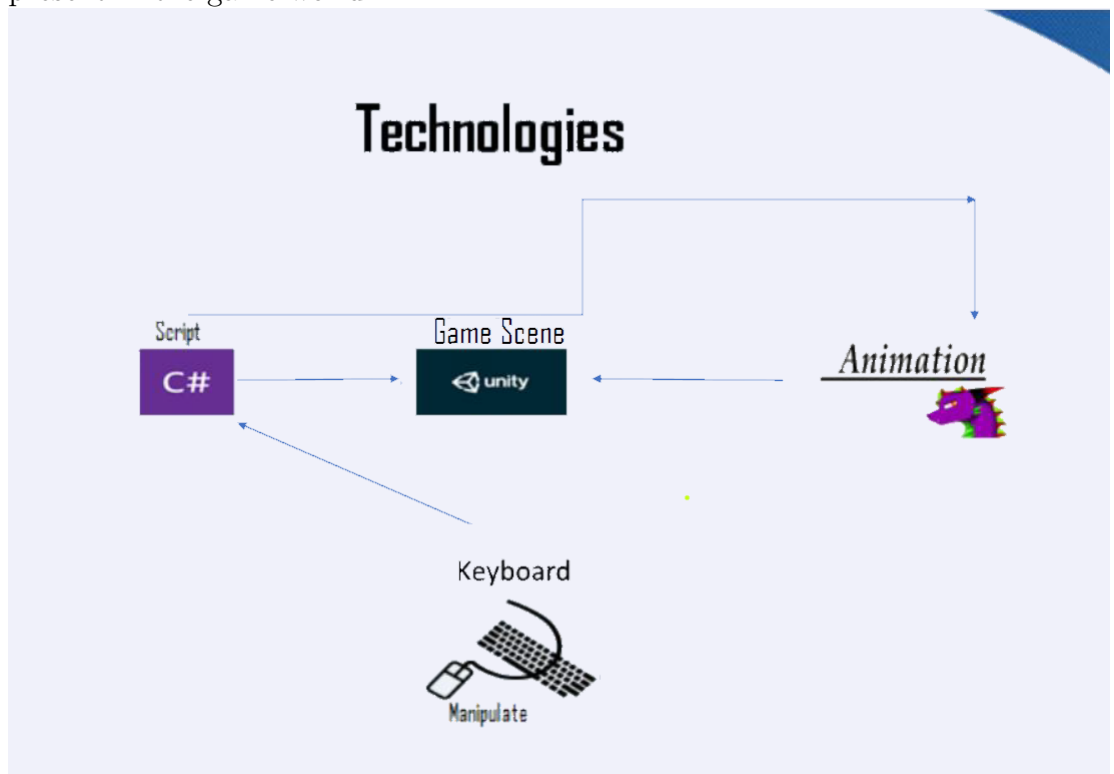 Technologies
Script
Game Scene
C#
unity
Animation
Keyboard
Manipulate